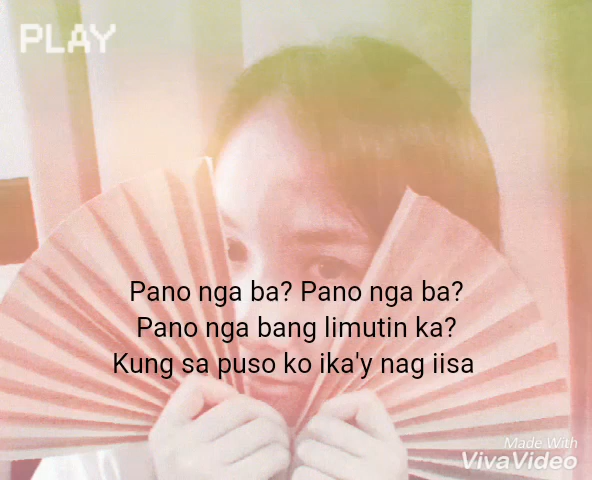 PLAY
Pano nga ba? Pano nga ba?
Pano nga bang limutin ka?
Kung sa puso ko ika'y nag iisa
Made With
VivaVideo